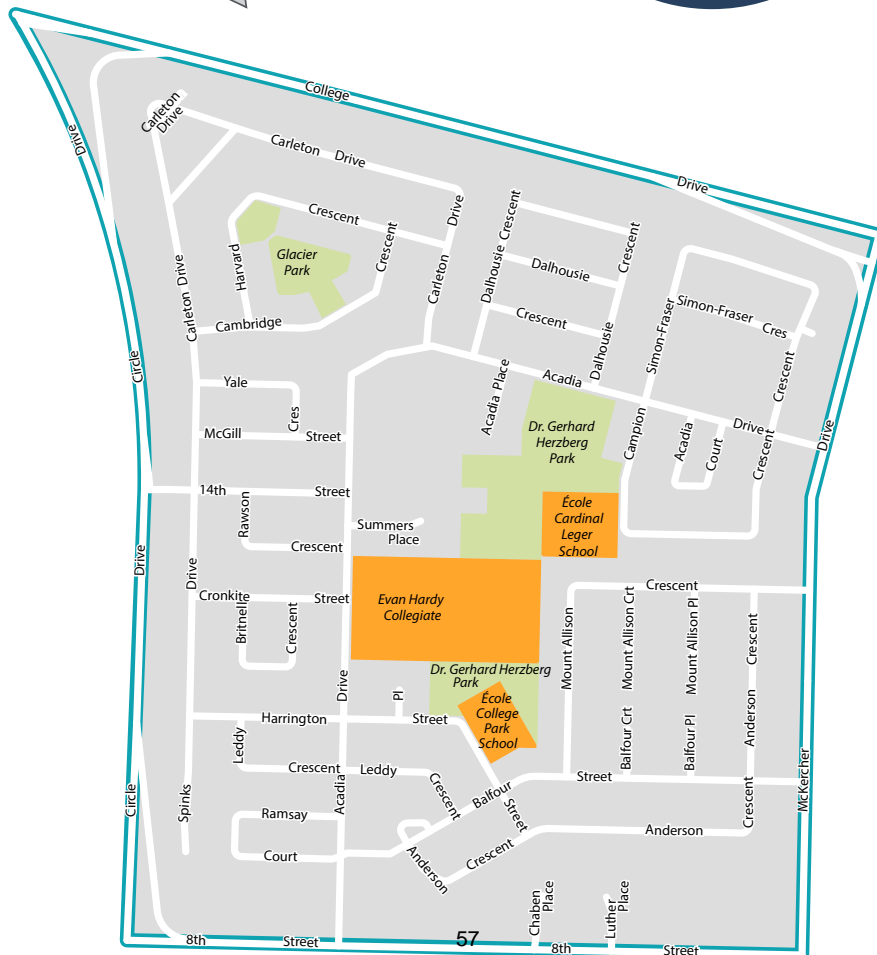 College
Drive
Drive
Carleton
Drive
Carleton Drive
Crescent
Drive
Crescent
Harvard
Glacier
Park
Carleton
Carleton Drive
Cambridge
Circle
Dalhousie Crescent
Dalhousie
Crescent
Crescent
Dalhousie
Simon-Fraser
Simon-Fraser Cres
Crescent
Acadia Place
Acadia
Drive
Drive
Campion
Acadia
Court
Crescent
Yale
Cres
McGill
Street
14th
Street
Dr. Gerhard
Herzberg
Park
École
Cardinal
Leger
School
Rawson
Crescent
Summers
Place
Drive
Drive
Cronkite
Street
Britnell
Crescent
Evan Hardy
Collegiate
Crescent
Mount Allison
Mount Allison Crt
Mount Allison Pl
Crescent
Dr. Gerhard Herzberg
Park
École
College
Park
School
Drive
Pl
Harrington
Street
Leddy
Crescent
Leddy
Crescent
Balfour
Street
Street
Balfour Crt
Balfour Pl
Anderson
Crescent
McKercher
Circle
Spinks
Acadia
Ramsay
Court
Anderson
Crescent
Anderson
Chaben
Place
Luther
Place
8th
Street
57
8th
Street